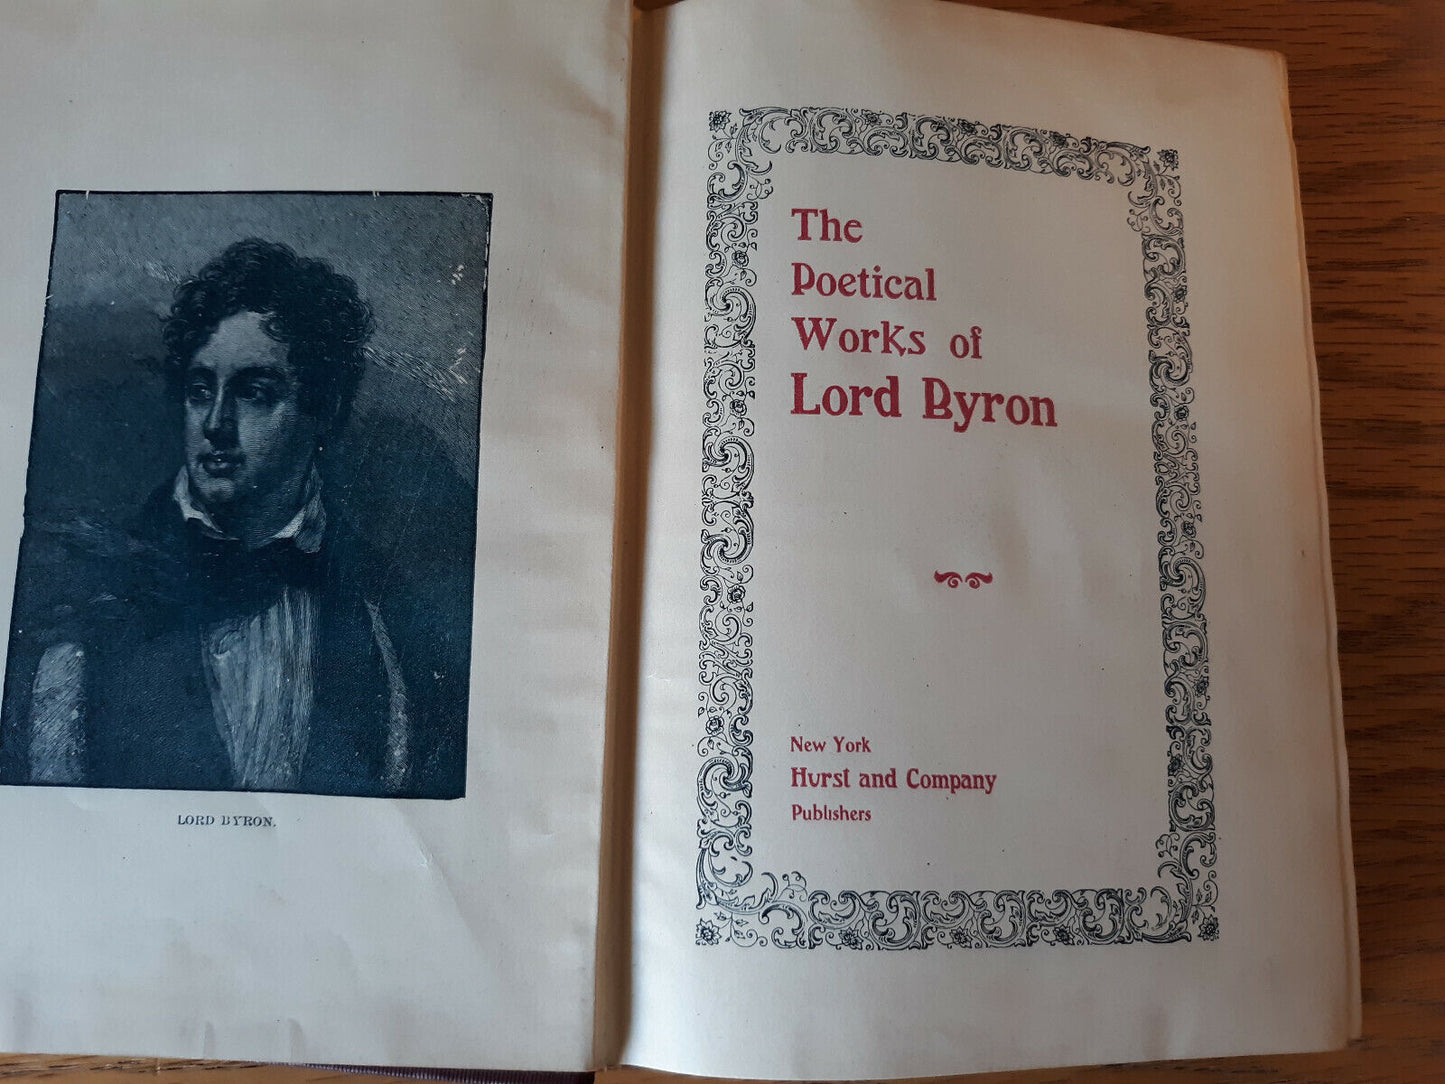 LORD BYRON.
The
Poetical
Works of
Lord Byron
New York
Hurst and Company
Publishers